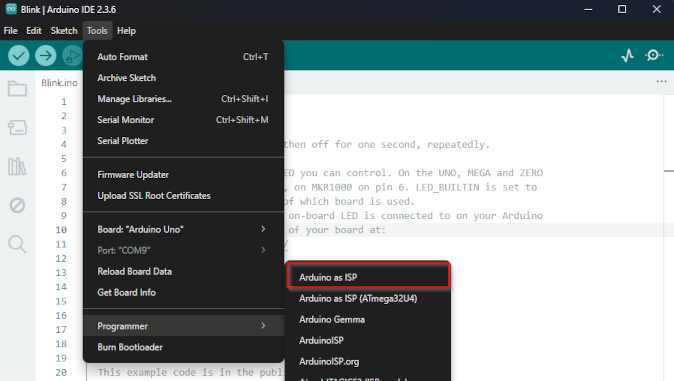 Blink | Arduino IDE 2.3.6
File Edit Sketch Tools Help
Blink.ino
Auto Format Ctrl+T
Archive Sketch
Manage Libraries... Ctrl+Shift+I
Serial Monitor Ctrl+Shift+M
Serial Plotter
Firmware Updater
Upload SSL Root Certificates
Board: "Arduino Uno"
Port: "COM9"
Reload Board Data
Get Board Info
Programmer
Burn Bootloader
Arduino as ISP
Arduino as ISP (ATmega32U4)
Arduino Gemma
ArduinoISP
ArduinoISP.org
1
2
3
4 then off for one second, repeatedly.
5
6 ED you can control. On the UNO, MEGA and ZERO
7 , on MKR1000 on pin 6. LED_BUILTIN is set to
8 of which board is used.
9 on-board LED is connected to on your Arduino
10 of your board at:
11 /
12
13
14
15
16
17
18
19
20 This example code is in the publi